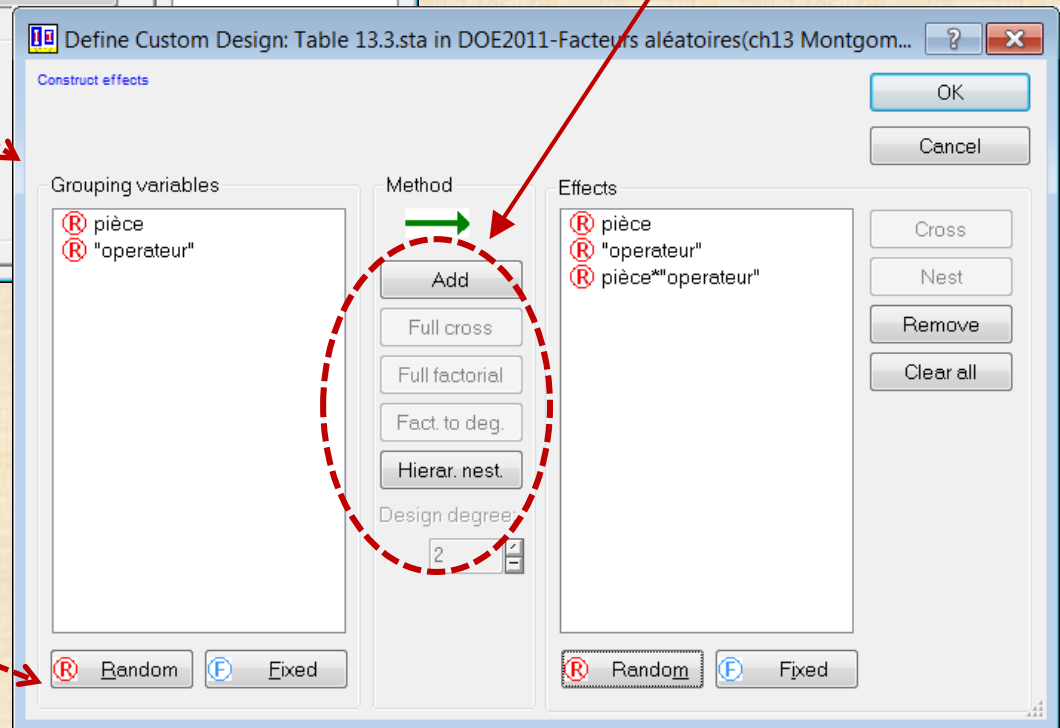 Define Custom Design: Table 13.3.sta in DOE2011-Facteurs aléatoires(ch13 Montgom...
Construct effects
OK
Cancel
Grouping variables
Ⓡ pièce
Ⓡ "operateur"
Method
Add
Full cross
Full factorial
Fact. to deg.
Hierar. nest.
Design degree:
2
Effects
Ⓡ pièce
Ⓡ "operateur"
Ⓡ pièce*"operateur"
Cross
Nest
Remove
Clear all
Ⓡ Random
Ⓕ Fixed
Ⓡ Random
Ⓕ Fixed